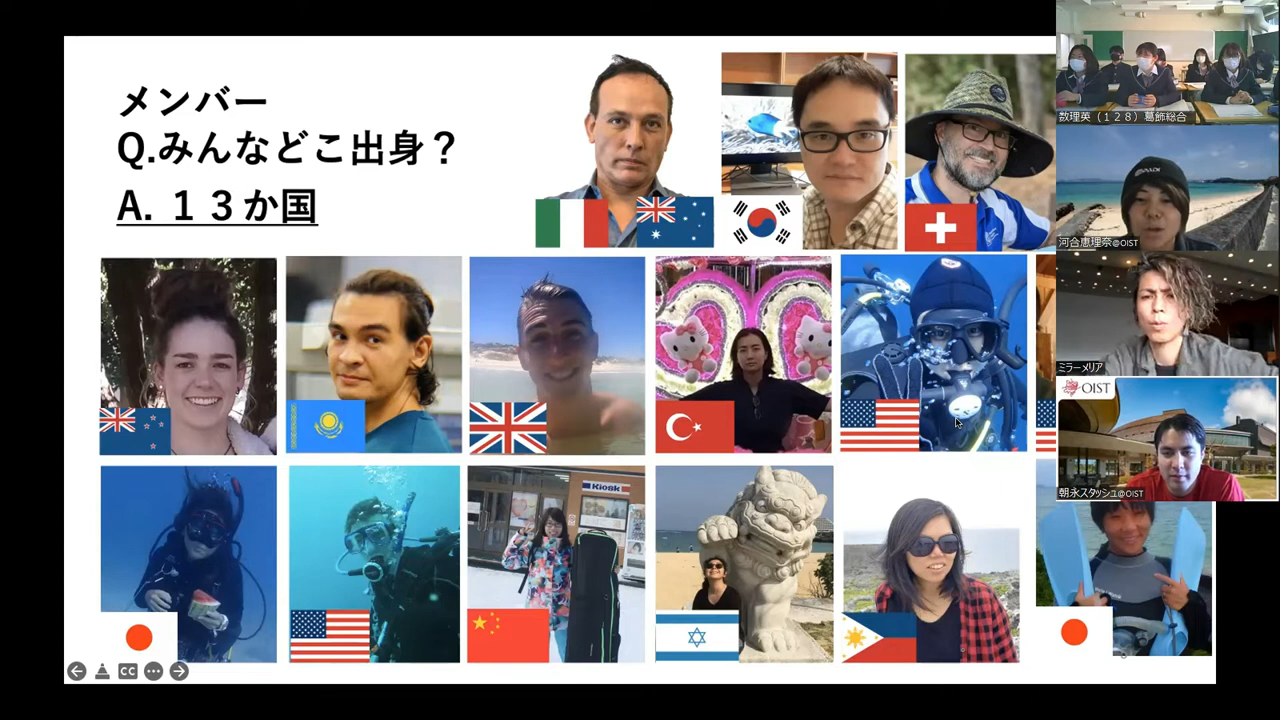 メンバー
Q.みんなどこ出身？
A. １３か国
数理英（１２８）葛飾総合
河合恵理奈@OIST
ミラーメリア
OIST
朝永スタッシュ@OIST
Kiosk
PADI
CC